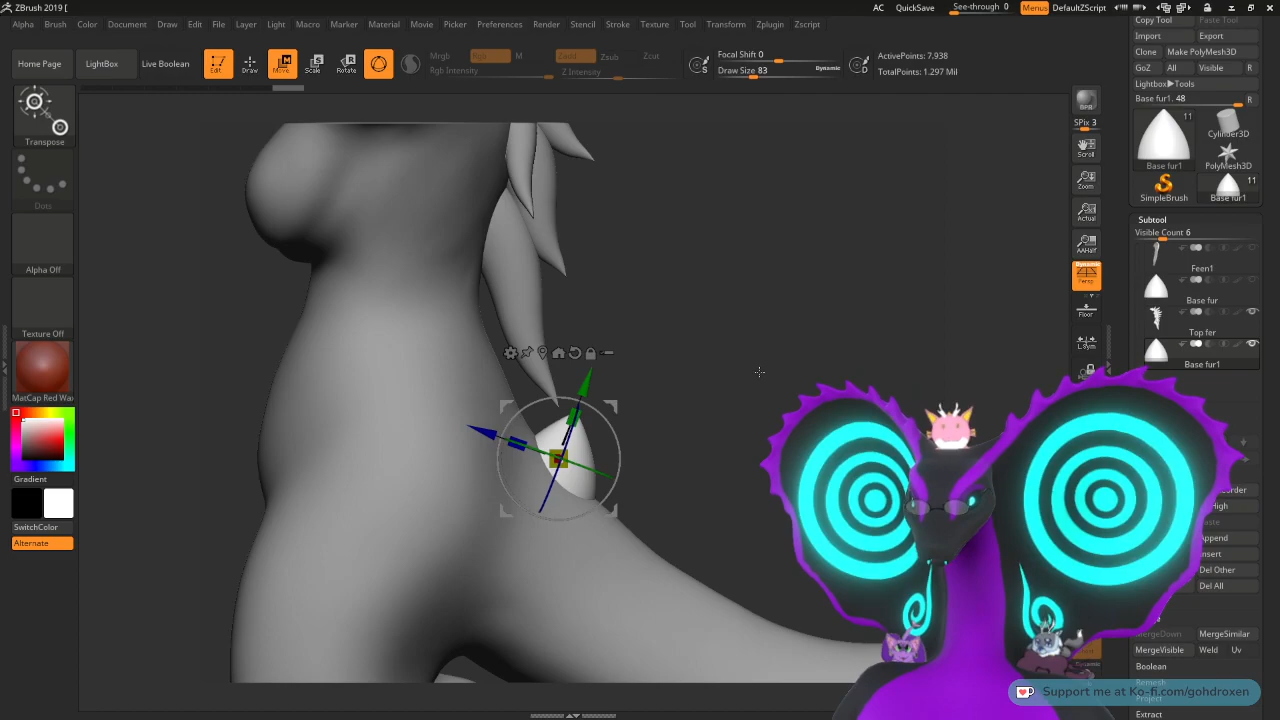 ZBrush 2019 [
AC QuickSave See-through 0 Menus DefaultZScript
Alpha Brush Color Document Draw Edit File Layer Light Macro Marker Material Movie Picker Preferences Render Stencil Stroke Texture Tool Transform Zplugin Zscript
Home Page LightBox Live Boolean Edit Draw Move Scale Rotate
Mrgb Rgb M Zadd Zsub Zcut
Rgb Intensity Z Intensity
Focal Shift 0
Draw Size 83 Dynamic
ActivePoints: 7,938
TotalPoints: 1.297 Mil
Transpose
Dots
Alpha Off
Texture Off
MatCap Red Wax
Gradient
SwitchColor
Alternate
BPR
SPix 3
Scroll
Zoom
Actual
AAHalf
Dynamic
Persp
Floor
L.Sym
Copy Tool Paste Tool
Import Export
Clone Make PolyMesh3D
GoZ All Visible R
Lightbox▶Tools
Base fur1. 48 R
11
Cylinder3D
Base fur1 PolyMesh3D
11
SimpleBrush Base fur1
Subtool
Visible Count 6
Feen1
Base fur
Top fer
Base fur1
Append
Insert
Del Other
Del All
MergeDown MergeSimilar
MergeVisible Weld Uv
Boolean
Remesh
Project
Extract
Support me at Ko-fi.com/gohdroxen